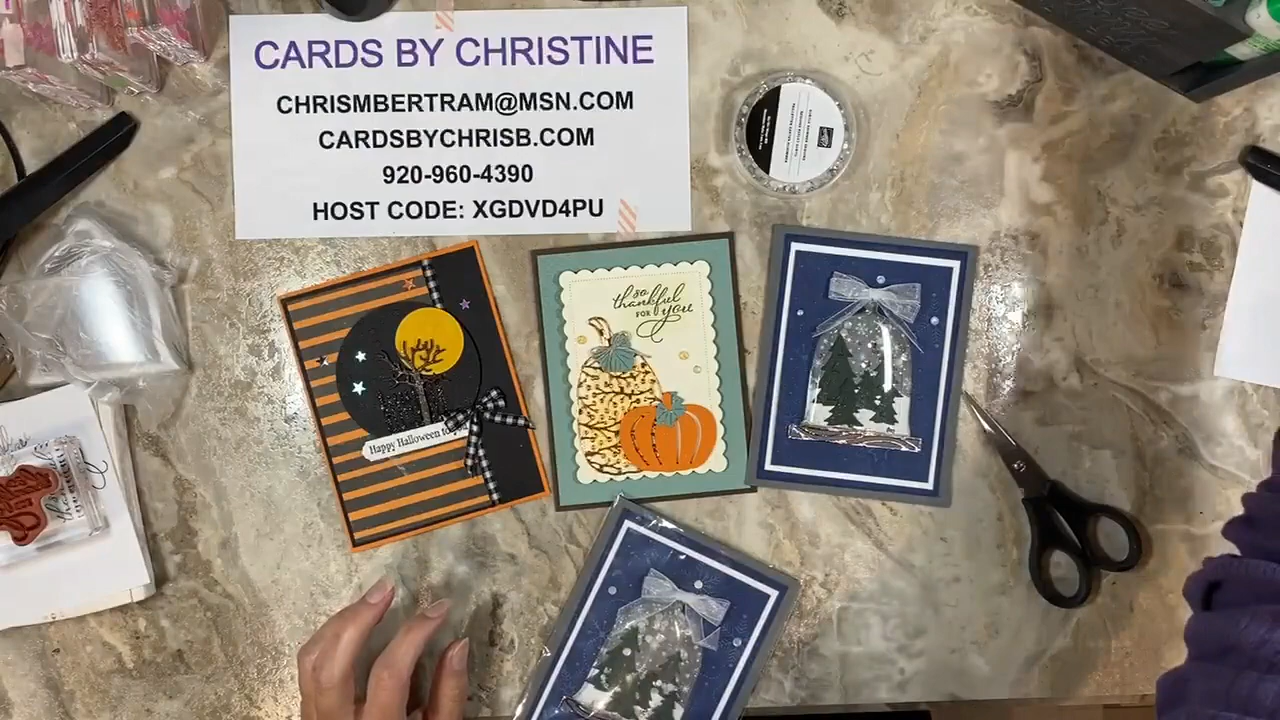 CARDS BY CHRISTINE
CHRISMBERTRAM@MSN.COM
CARDSBYCHRISB.COM
920-960-4390
HOST CODE: XGDVD4PU
so
thankful
FOR you
Happy Halloween to